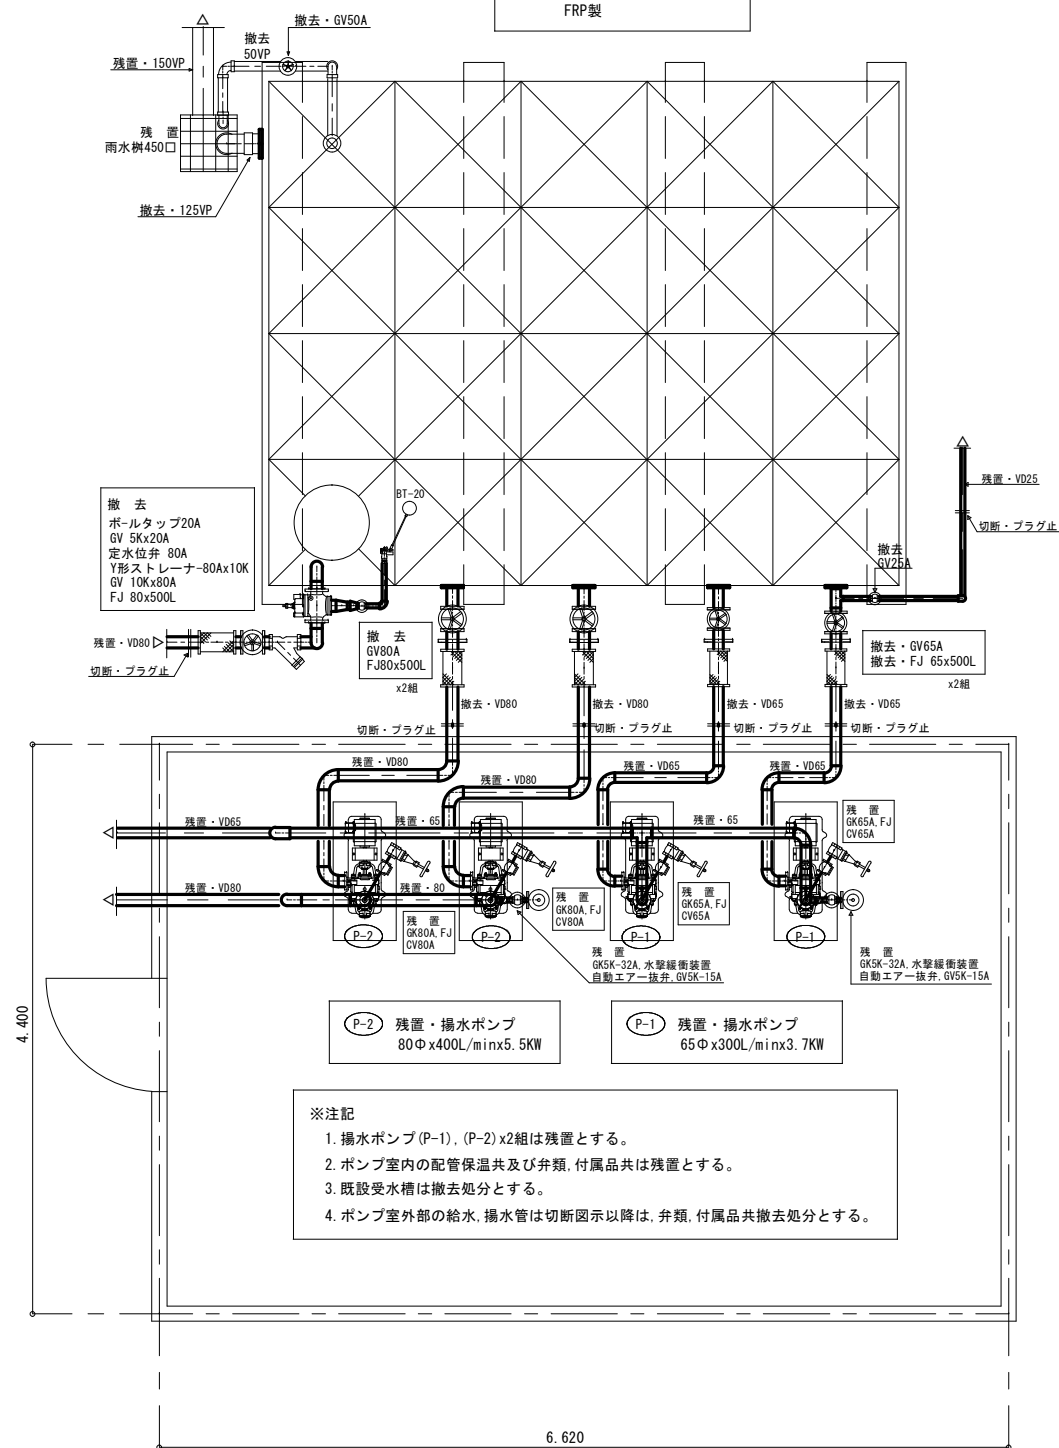 FRP製
撤去・GV50A
撤去
50VP
残置・150VP
残 置
雨水桝450口
撤去・125VP
撤 去
ボールタップ20A
GV 5Kx20A
定水位弁 80A
Y形ストレーナ-80Ax10K
GV 10Kx80A
FJ 80x500L
BT-20
残置・VD25
切断・プラグ止
撤去
GV25A
残置・VD80
切断・プラグ止
撤 去
GV80A
FJ80x500L
x2組
撤去・GV65A
撤去・FJ 65x500L
x2組
撤去・VD80
撤去・VD80
撤去・VD65
撤去・VD65
切断・プラグ止
切断・プラグ止
切断・プラグ止
切断・プラグ止
残置・VD80
残置・VD80
残置・VD65
残置・VD65
残置・VD65
残置・65
残置・65
残 置
GK65A,FJ
CV65A
残置・VD80
残置・80
残 置
GK80A,FJ
CV80A
残 置
GK80A,FJ
CV80A
残 置
GK65A,FJ
CV65A
P-2
P-2
P-1
P-1
残 置
GK5K-32A,水撃緩衝装置
自動エアー抜弁,GV5K-15A
残 置
GK5K-32A,水撃緩衝装置
自動エアー抜弁,GV5K-15A
P-2 残置・揚水ポンプ
80Φx400L/minx5.5KW
P-1 残置・揚水ポンプ
65Φx300L/minx3.7KW
4.400
※注記
1.揚水ポンプ(P-1),(P-2)x2組は残置とする。
2.ポンプ室内の配管保温共及び弁類,付属品共は残置とする。
3.既設受水槽は撤去処分とする。
4.ポンプ室外部の給水,揚水管は切断図示以降は,弁類,付属品共撤去処分とする。
6.620